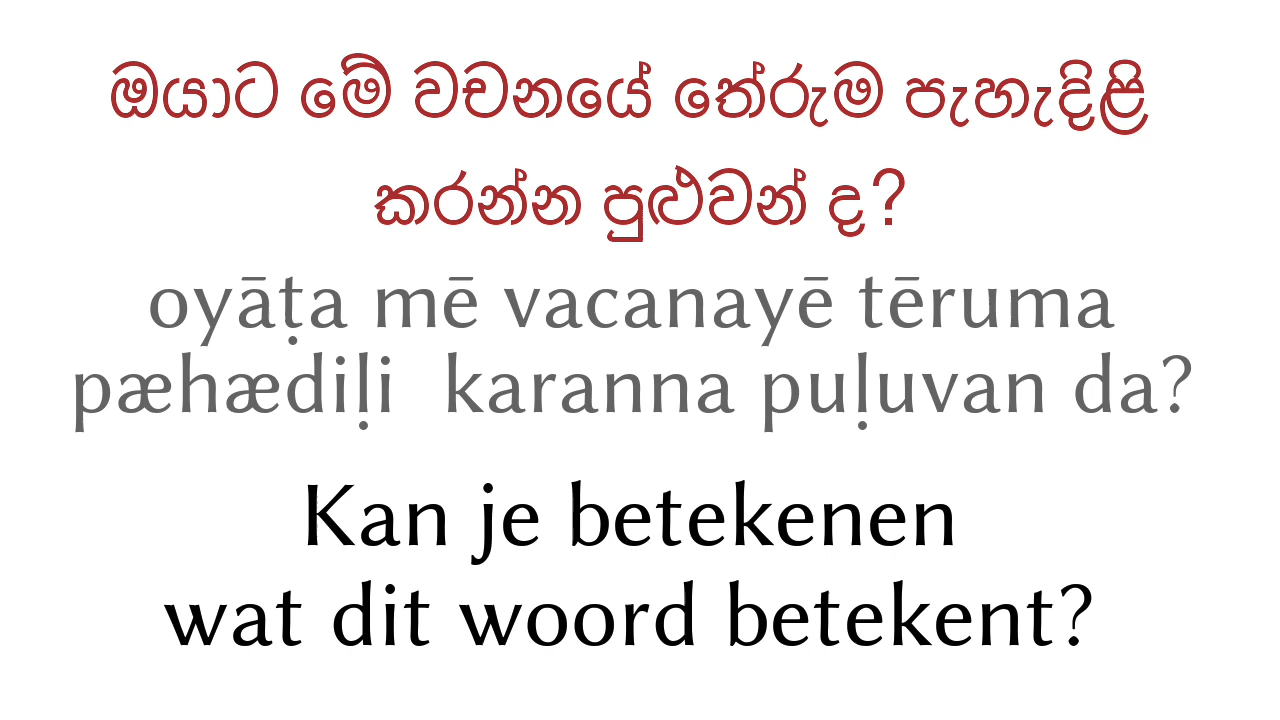 ඔයාට මේ වචනයේ තේරුම පැහැදිළි
කරන්න පුළුවන් ද?
oyāṭa mē vacanayē tēruma
pæhædiḷi  karanna puḷuvan da?
Kan je betekenen
wat dit woord betekent?